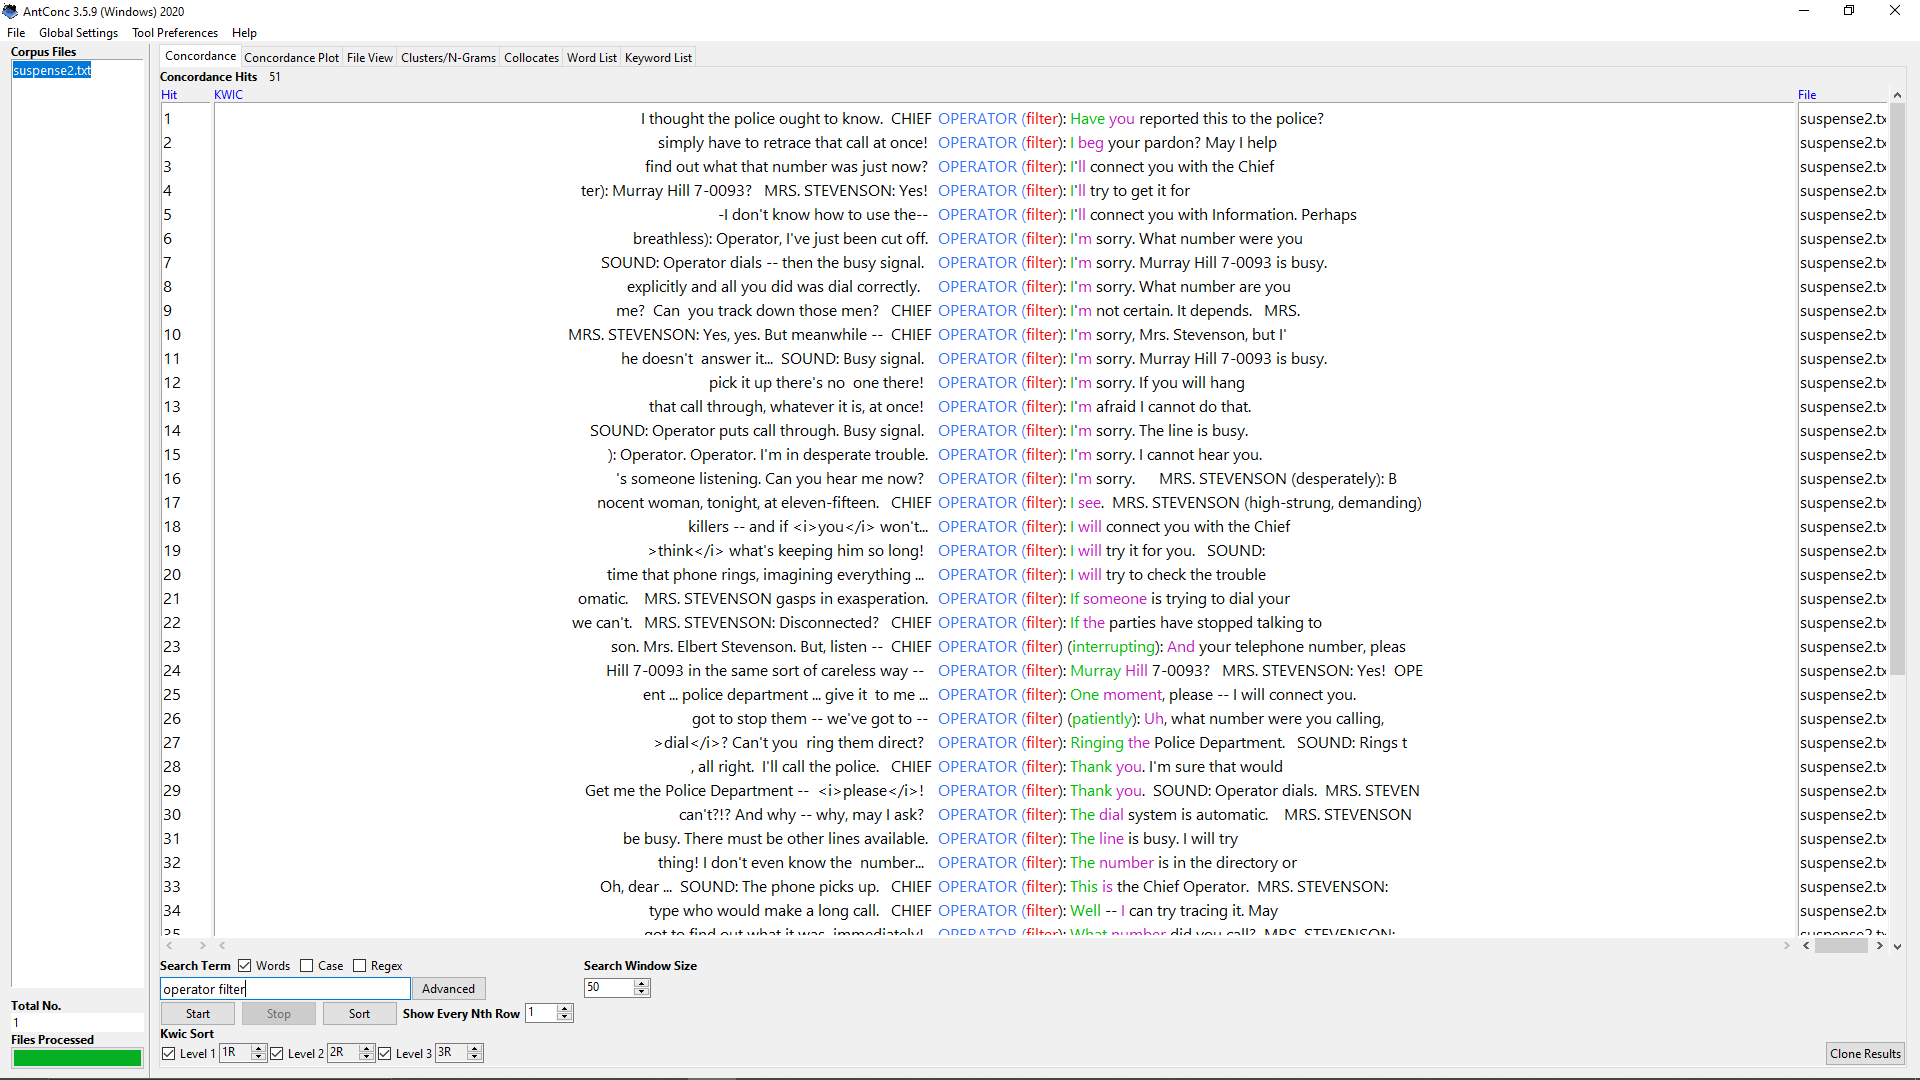 AntConc 3.5.9 (Windows) 2020
File Global Settings Tool Preferences Help
Corpus Files
suspense2.txt
Concordance Concordance Plot File View Clusters/N-Grams Collocates Word List Keyword List
Concordance Hits 51
Hit KWIC File
1 I thought the police ought to know. CHIEF OPERATOR (filter): Have you reported this to the police? suspense2.tx
2 simply have to retrace that call at once! OPERATOR (filter): I beg your pardon? May I help suspense2.tx
3 find out what that number was just now? OPERATOR (filter): I'll connect you with the Chief suspense2.tx
4 ter): Murray Hill 7-0093? MRS. STEVENSON: Yes! OPERATOR (filter): I'll try to get it for suspense2.tx
5 -I don't know how to use the-- OPERATOR (filter): I'll connect you with Information. Perhaps suspense2.tx
6 breathless): Operator, I've just been cut off. OPERATOR (filter): I'm sorry. What number were you suspense2.tx
7 SOUND: Operator dials -- then the busy signal. OPERATOR (filter): I'm sorry. Murray Hill 7-0093 is busy. suspense2.tx
8 explicitly and all you did was dial correctly. OPERATOR (filter): I'm sorry. What number are you suspense2.tx
9 me? Can you track down those men? CHIEF OPERATOR (filter): I'm not certain. It depends. MRS. suspense2.tx
10 MRS. STEVENSON: Yes, yes. But meanwhile -- CHIEF OPERATOR (filter): I'm sorry, Mrs. Stevenson, but I' suspense2.tx
11 he doesn't answer it... SOUND: Busy signal. OPERATOR (filter): I'm sorry. Murray Hill 7-0093 is busy. suspense2.tx
12 pick it up there's no one there! OPERATOR (filter): I'm sorry. If you will hang suspense2.tx
13 that call through, whatever it is, at once! OPERATOR (filter): I'm afraid I cannot do that. suspense2.tx
14 SOUND: Operator puts call through. Busy signal. OPERATOR (filter): I'm sorry. The line is busy. suspense2.tx
15 ): Operator. Operator. I'm in desperate trouble. OPERATOR (filter): I'm sorry. I cannot hear you. suspense2.tx
16 's someone listening. Can you hear me now? OPERATOR (filter): I'm sorry. MRS. STEVENSON (desperately): B suspense2.tx
17 nocent woman, tonight, at eleven-fifteen. CHIEF OPERATOR (filter): I see. MRS. STEVENSON (high-strung, demanding) suspense2.tx
18 killers -- and if <i>you</i> won't... OPERATOR (filter): I will connect you with the Chief suspense2.tx
19 >think</i> what's keeping him so long! OPERATOR (filter): I will try it for you. SOUND: suspense2.tx
20 time that phone rings, imagining everything ... OPERATOR (filter): I will try to check the trouble suspense2.tx
21 omatic. MRS. STEVENSON gasps in exasperation. OPERATOR (filter): If someone is trying to dial your suspense2.tx
22 we can't. MRS. STEVENSON: Disconnected? CHIEF OPERATOR (filter): If the parties have stopped talking to suspense2.tx
23 son. Mrs. Elbert Stevenson. But, listen -- CHIEF OPERATOR (filter) (interrupting): And your telephone number, pleas suspense2.tx
24 Hill 7-0093 in the same sort of careless way -- OPERATOR (filter): Murray Hill 7-0093? MRS. STEVENSON: Yes! OPE suspense2.tx
25 ent ... police department ... give it to me ... OPERATOR (filter): One moment, please -- I will connect you. suspense2.tx
26 got to stop them -- we've got to -- OPERATOR (filter) (patiently): Uh, what number were you calling, suspense2.tx
27 >dial</i>? Can't you ring them direct? OPERATOR (filter): Ringing the Police Department. SOUND: Rings t suspense2.tx
28 , all right. I'll call the police. CHIEF OPERATOR (filter): Thank you. I'm sure that would suspense2.tx
29 Get me the Police Department -- <i>please</i>! OPERATOR (filter): Thank you. SOUND: Operator dials. MRS. STEVEN suspense2.tx
30 can't?!? And why -- why, may I ask? OPERATOR (filter): The dial system is automatic. MRS. STEVENSON suspense2.tx
31 be busy. There must be other lines available. OPERATOR (filter): The line is busy. I will try suspense2.tx
32 thing! I don't even know the number... OPERATOR (filter): The number is in the directory or suspense2.tx
33 Oh, dear ... SOUND: The phone picks up. CHIEF OPERATOR (filter): This is the Chief Operator. MRS. STEVENSON: suspense2.tx
34 type who would make a long call. CHIEF OPERATOR (filter): Well -- I can try tracing it. May suspense2.tx
35 got to find out what it was, immediately! OPERATOR (filter): What number did you call? MRS. STEVENSON: suspense2.tx
Search Term Words Case Regex Search Window Size
operator filter Advanced 50
Start Stop Sort Show Every Nth Row 1
Kwic Sort
Level 1 1R Level 2 2R Level 3 3R
Total No.
1
Files Processed
Clone Results